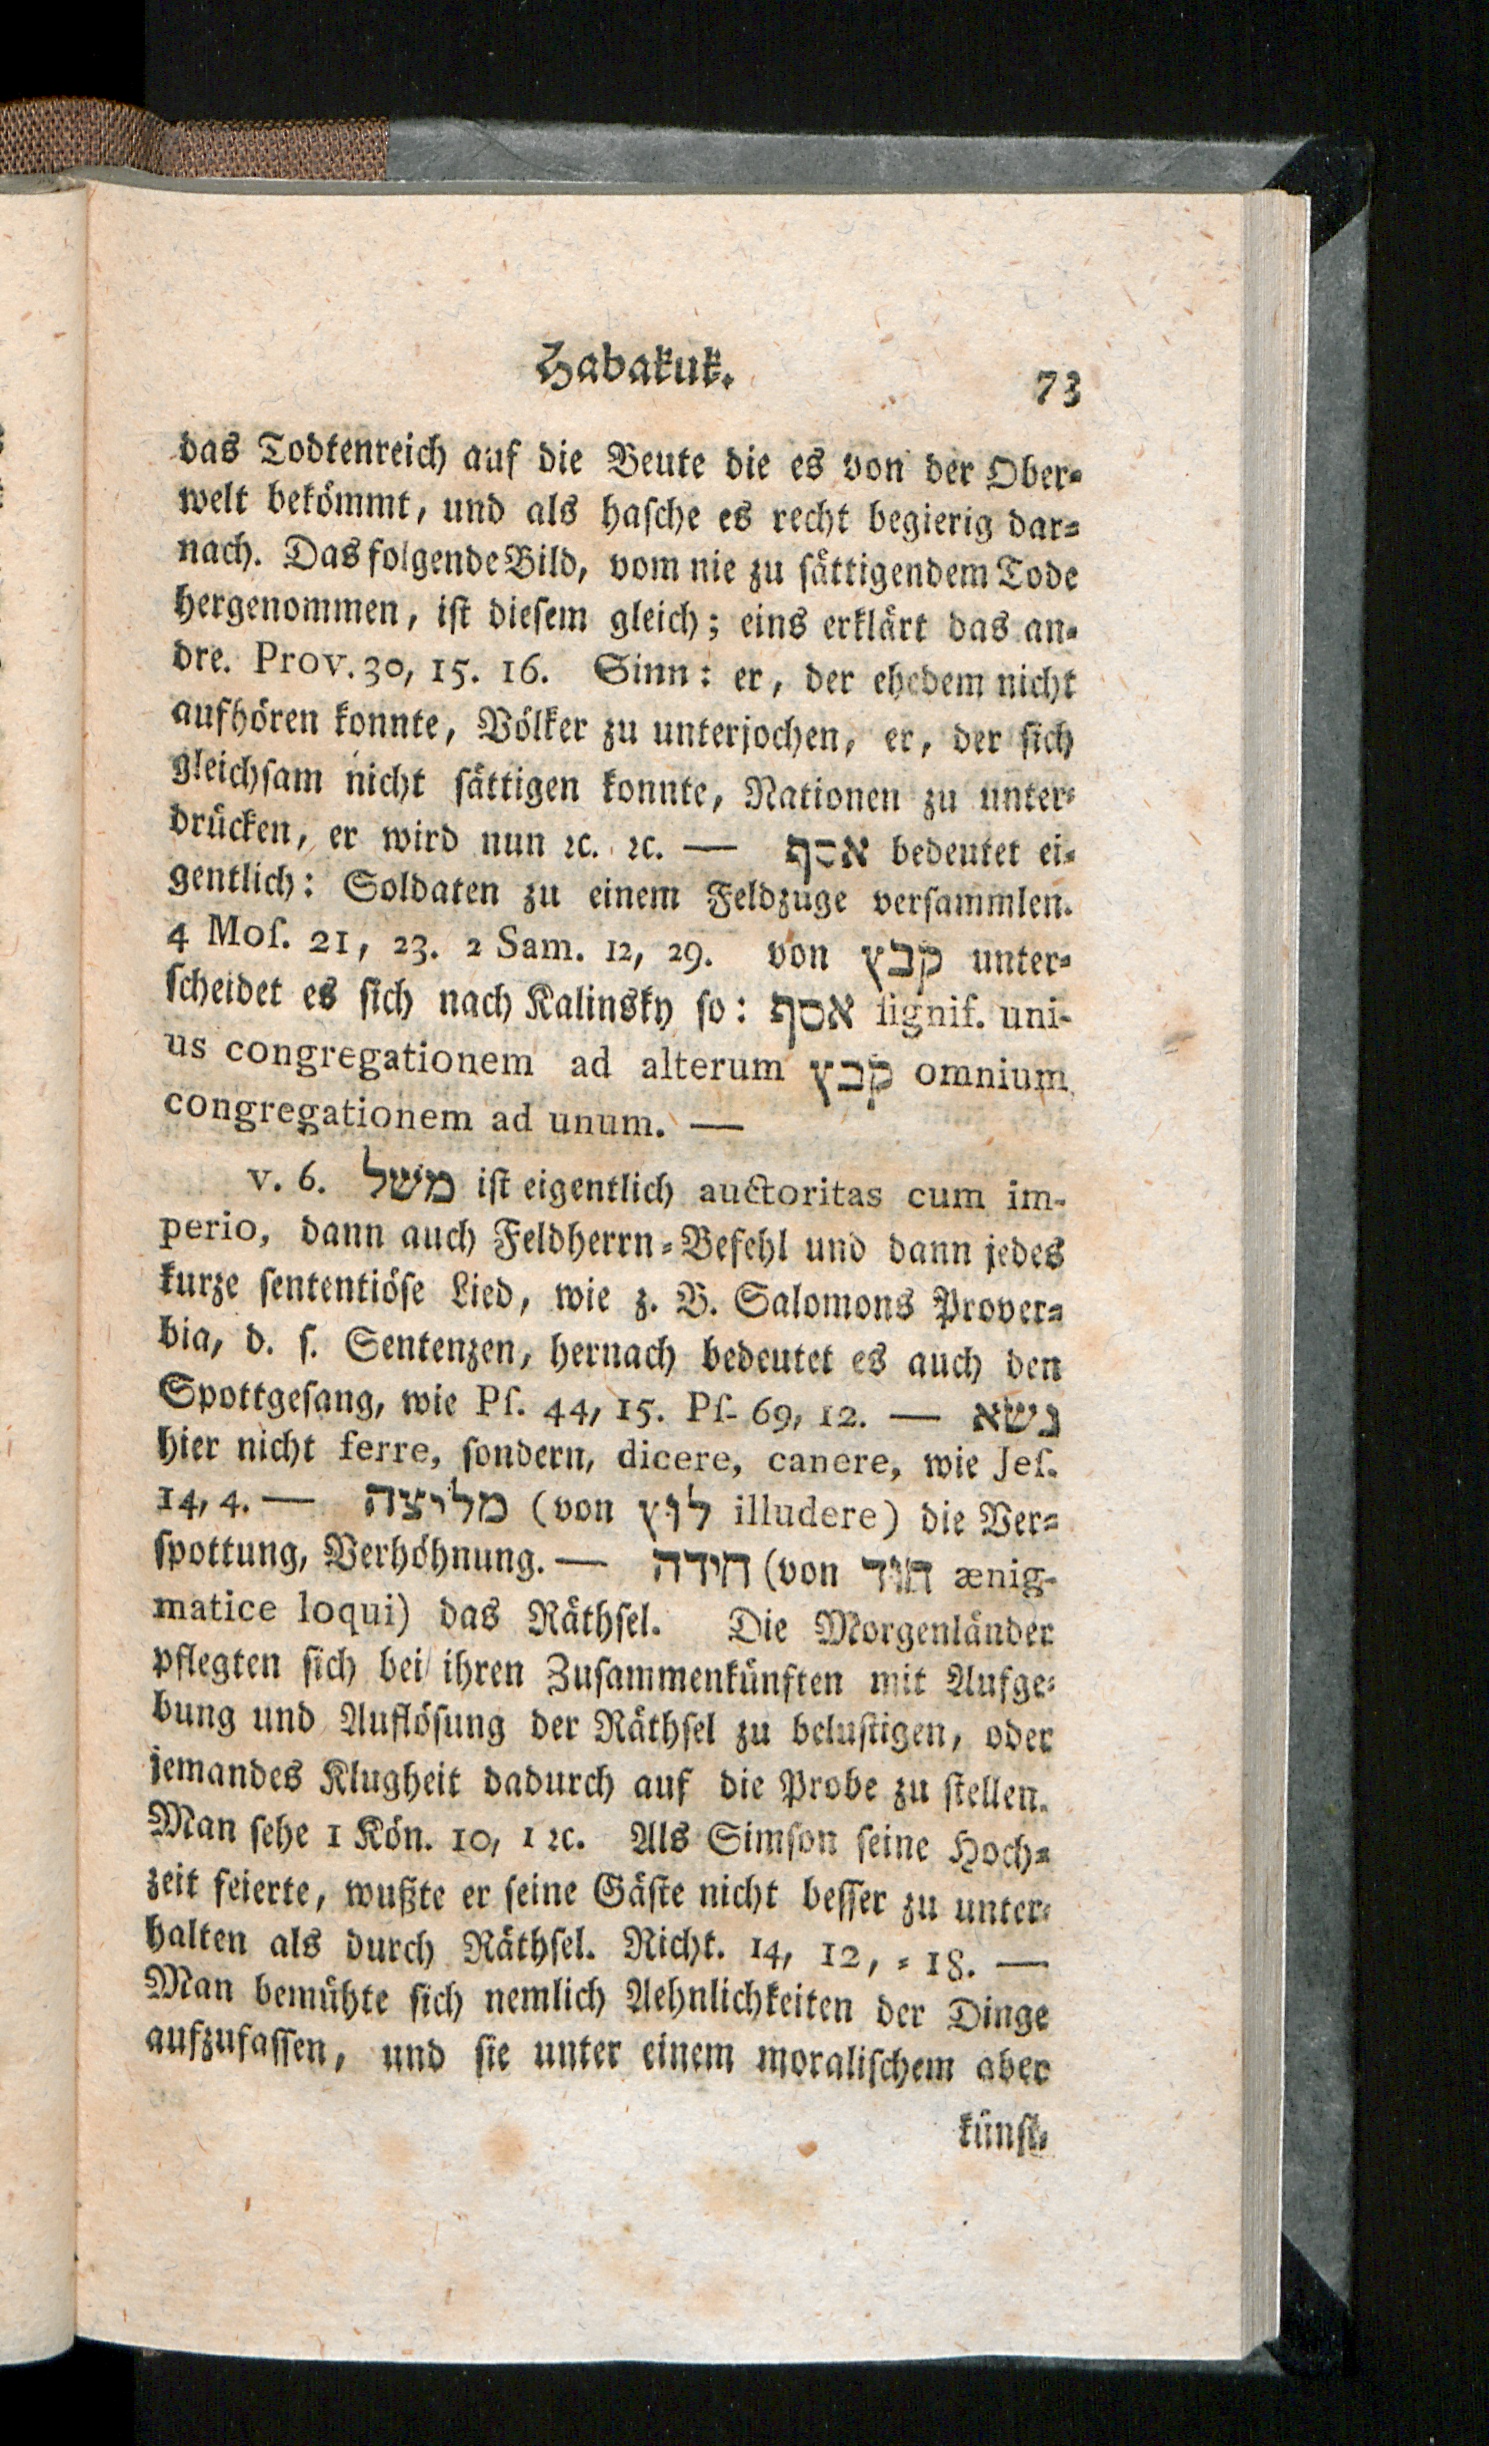 Habakuk.
73
das Todtenreich auf die Beute die es von der Ober-
welt bekömmt, und als hasche es recht begierig dar-
nach. Das folgende Bild, vom nie zu sättigendem Tode
hergenommen, ist diesem gleich; eins erklärt das an-
dre. Prov. 30, 15. 16. Sinn: er, der ehedem nicht
aufhören konnte, Völker zu unterjochen, er, der sich
gleichsam nicht sättigen konnte, Nationen zu unter-
drücken, er wird nun ꝛc. ꝛc. — אסף bedeutet ei-
gentlich: Soldaten zu einem Feldzuge versammlen.
4 Mos. 21, 23. 2 Sam. 12, 29. von קבץ unter-
scheidet es sich nach Kalinsky so: אסף signif. uni-
us congregationem ad alterum קבץ omnium
congregationem ad unum. —
v. 6. משל ist eigentlich auctoritas cum im-
perio, dann auch Feldherrn-Befehl und dann jedes
kurze sententiöse Lied, wie z. B. Salomons Prover-
bia, d. s. Sentenzen, hernach bedeutet es auch den
Spottgesang, wie Ps. 44, 15. Ps. 69, 12. — נשא
hier nicht ferre, sondern, dicere, canere, wie Jes.
14, 4. — מליצה (von לוץ illudere) die Ver-
spottung, Verhöhnung. — חידה (von חוד ænig-
matice loqui) das Räthsel. Die Morgenländer
pflegten sich bei ihren Zusammenkünften mit Aufge-
bung und Auflösung der Räthsel zu belustigen, oder
jemandes Klugheit dadurch auf die Probe zu stellen.
Man sehe 1 Kön. 10, 1 ꝛc. Als Simson seine Hoch-
zeit feierte, wußte er seine Gäste nicht besser zu unter-
halten als durch Räthsel. Richt. 14, 12, - 18. —
Man bemühte sich nemlich Aehnlichkeiten der Dinge
aufzufassen, und sie unter einem moralischem aber
künst-